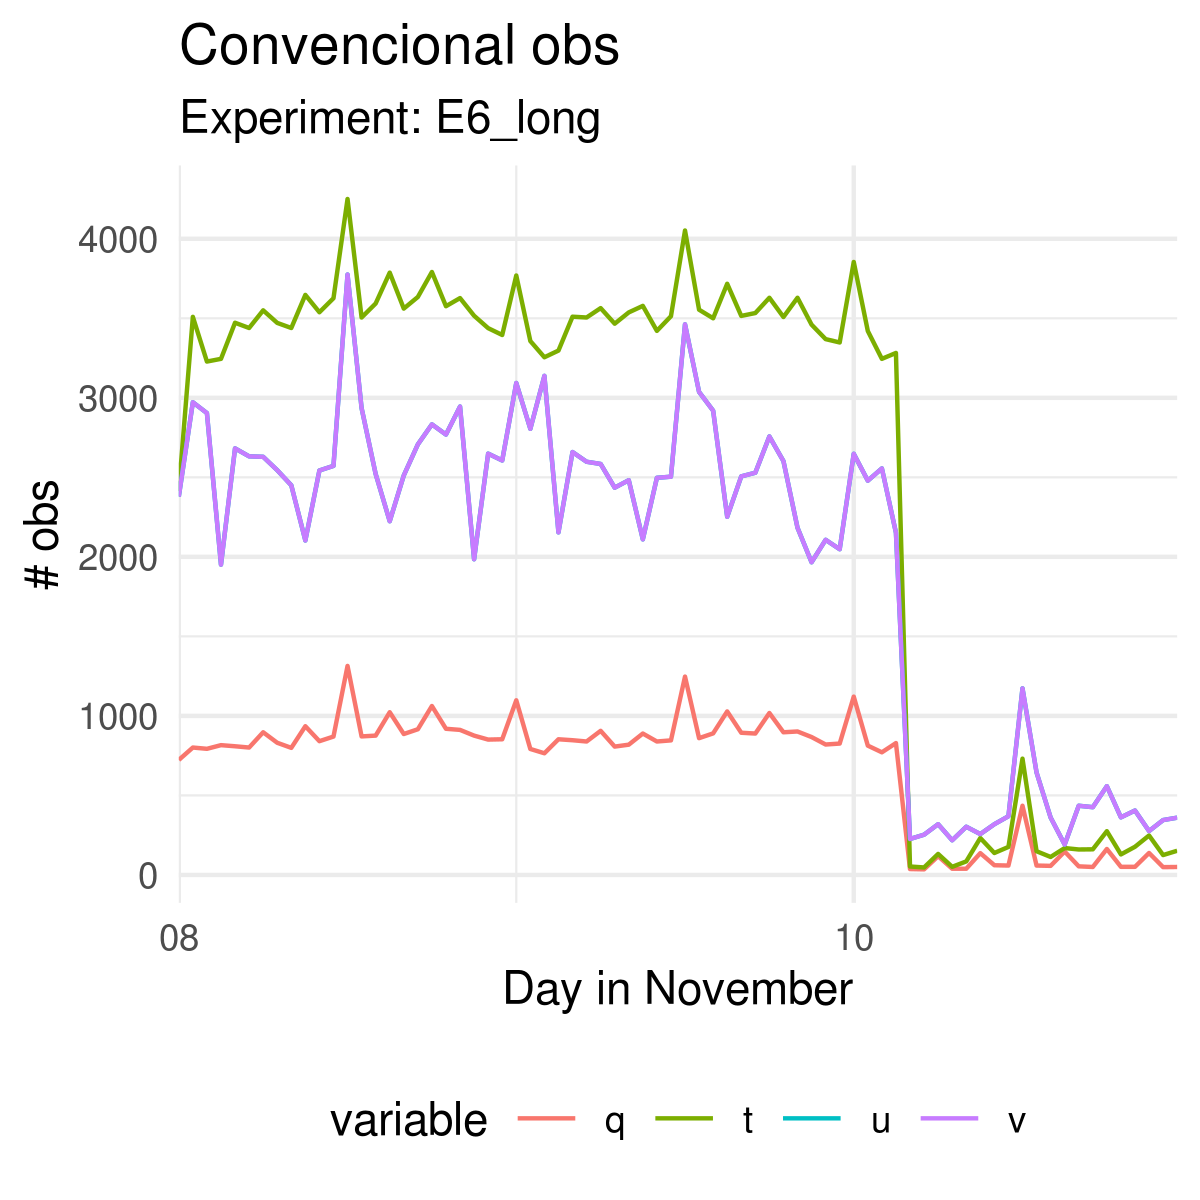 Convencional obs
Experiment: E6_long
# obs
4000
3000
2000
1000
0
08 10
Day in November
variable q t u v